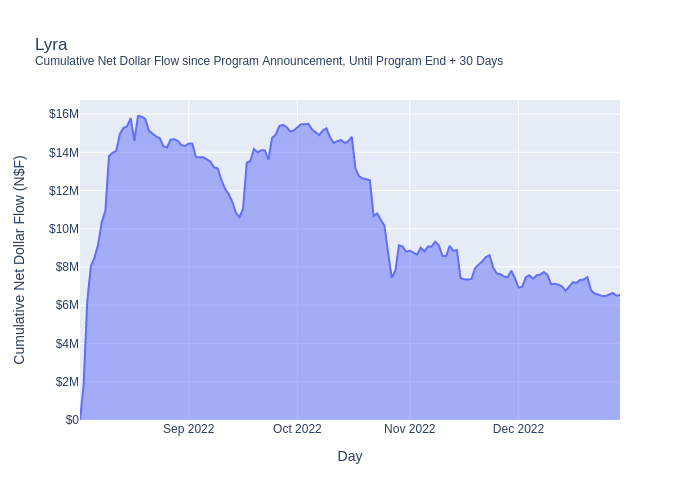 Lyra
Cumulative Net Dollar Flow since Program Announcement, Until Program End + 30 Days
Cumulative Net Dollar Flow (N$F)
$16M
$14M
$12M
$10M
$8M
$6M
$4M
$2M
$0
Sep 2022
Oct 2022
Nov 2022
Dec 2022
Day